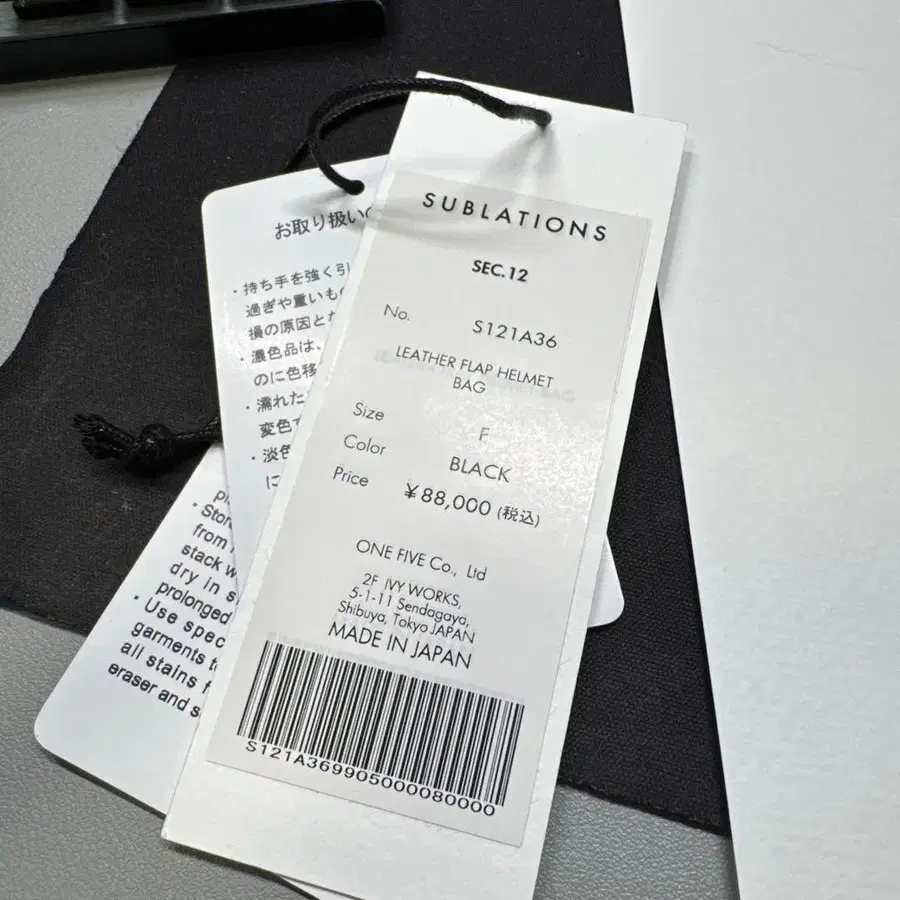 SUBLATIONS
SEC.12
No. S121A36
LEATHER FLAP HELMET
BAG
Size F
Color BLACK
Price ¥88,000 (税込)
ONE FIVE Co., Ltd
2F IVY WORKS,
5-1-11 Sendagaya,
Shibuya, Tokyo JAPAN
MADE IN JAPAN
S121A369905000080000
お取り扱い
・持ち手を強く引
過ぎや重いもの
損の原因と
・濃色品は、
のに色移
・濡れた
変色
・淡色
に
・Store
from
stack w
dry in s
prolonged
・Use spec
garments t
all stains f
eraser and s